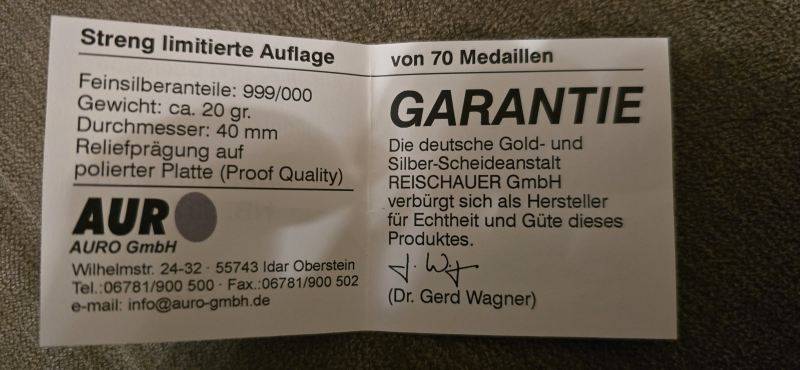 Streng limitierte Auflage
Feinsilberanteile: 999/000
Gewicht: ca. 20 gr.
Durchmesser: 40 mm
Reliefprägung auf
polierter Platte (Proof Quality)
AUR
AURO GmbH
Wilhelmstr. 24-32 · 55743 Idar Oberstein
Tel.:06781/900 500 · Fax.:06781/900 502
e-mail: info@auro-gmbh.de
von 70 Medaillen
GARANTIE
Die deutsche Gold- und
Silber-Scheideanstalt
REISCHAUER GmbH
verbürgt sich als Hersteller
für Echtheit und Güte dieses
Produktes.
(Dr. Gerd Wagner)